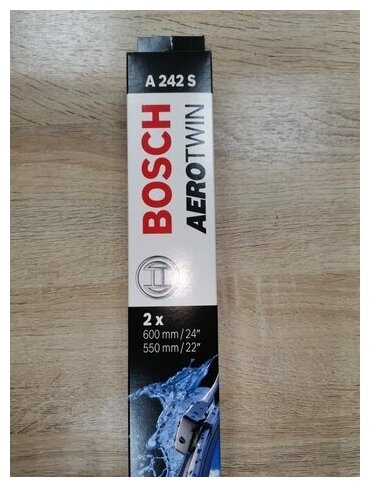 A 242 S
BOSCH
AEROTWIN
2 x
600 mm/24"
550 mm/22"